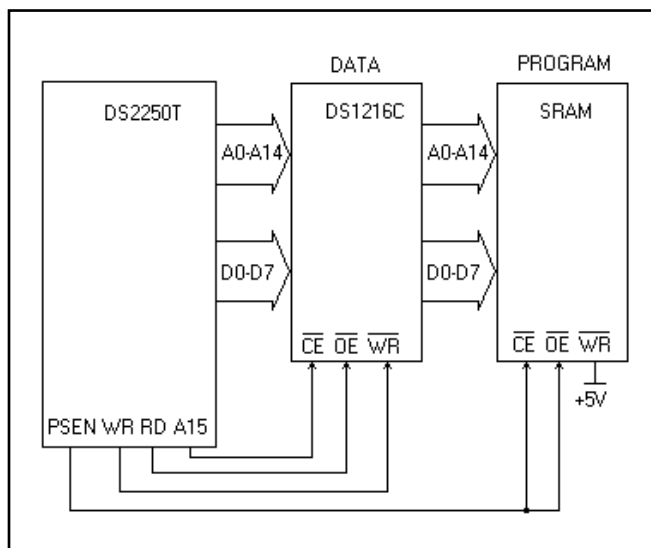 DATA
PROGRAM
DS2250T
DS1216C
SRAM
A0-A14
A0-A14
D0-D7
D0-D7
CE OE WR
CE OE WR
+5V
PSEN WR RD A15